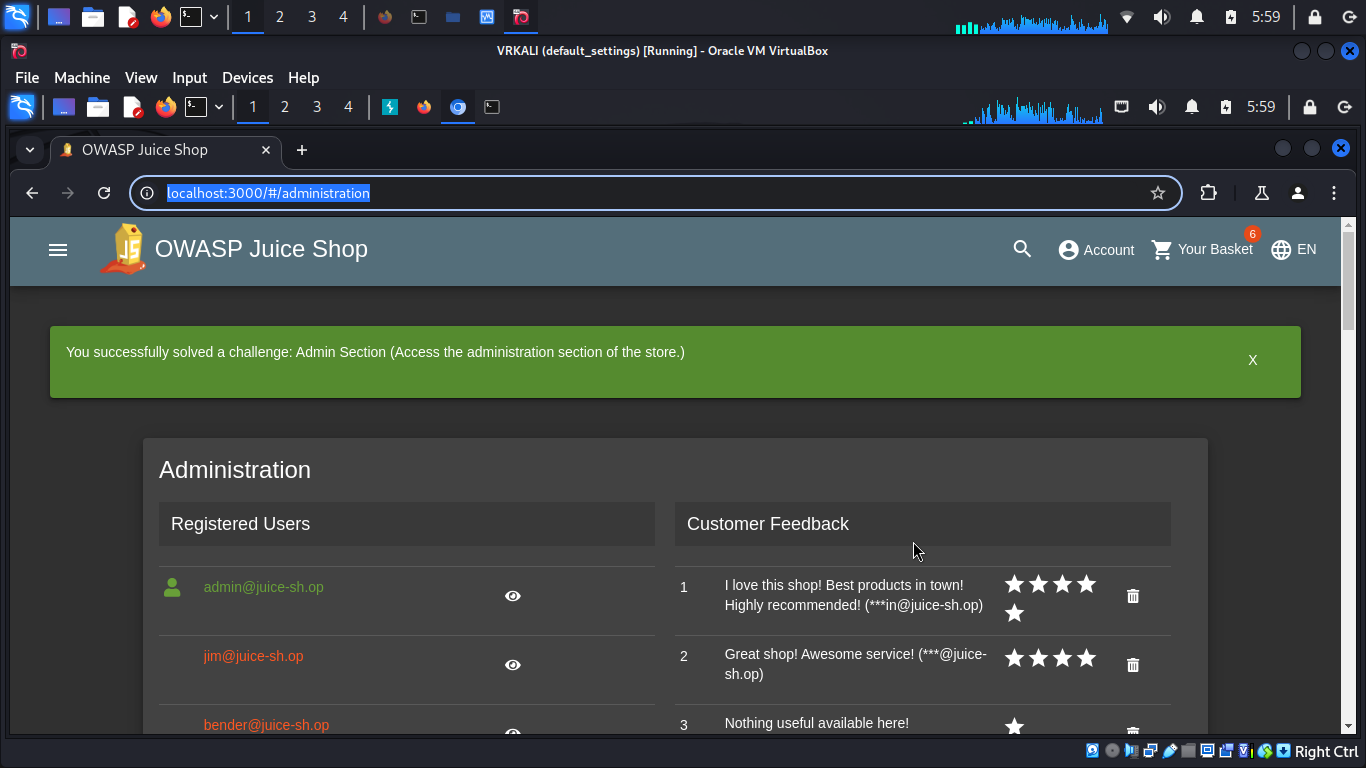 1 2 3 4 5:59
VRKALI (default_settings) [Running] - Oracle VM VirtualBox
File Machine View Input Devices Help
1 2 3 4 5:59
OWASP Juice Shop
localhost:3000/#/administration
JS OWASP Juice Shop Account Your Basket 6 EN
You successfully solved a challenge: Admin Section (Access the administration section of the store.) X
Administration
Registered Users Customer Feedback
admin@juice-sh.op 1 I love this shop! Best products in town!
Highly recommended! (***in@juice-sh.op)
jim@juice-sh.op 2 Great shop! Awesome service! (***@juice-
sh.op)
bender@juice-sh.op 3 Nothing useful available here!
Right Ctrl